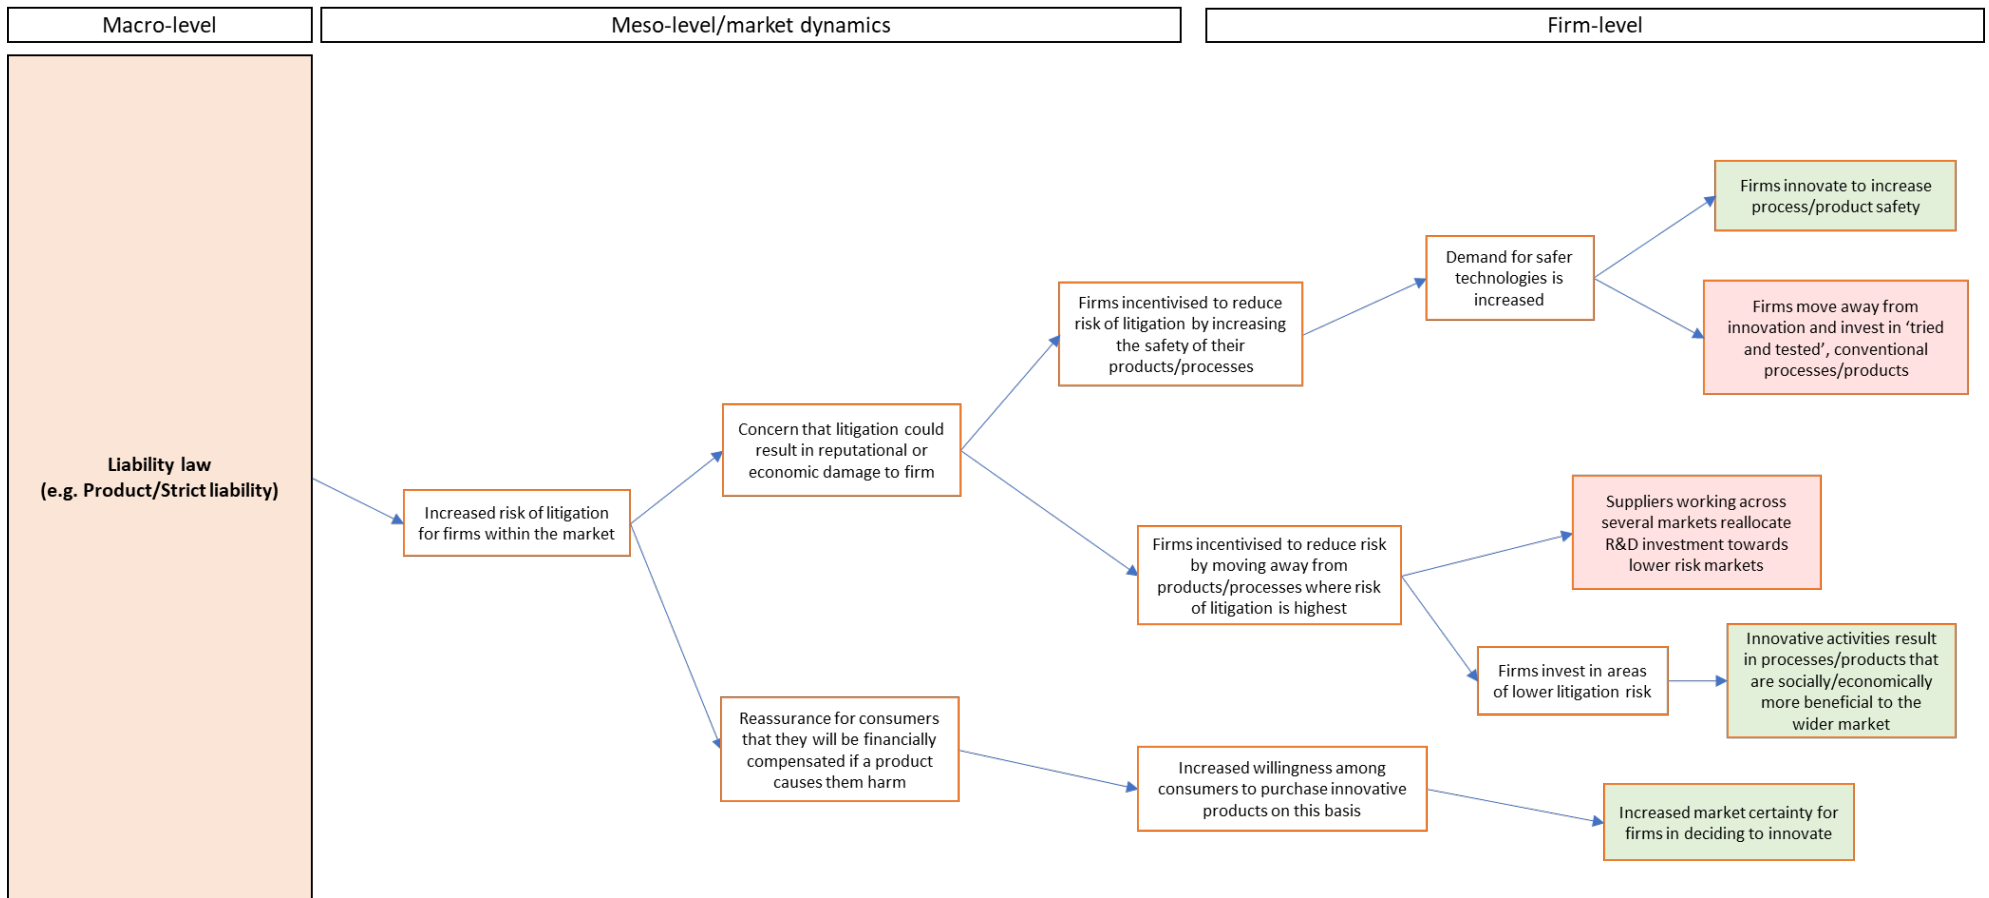 Macro-level
Meso-level/market dynamics
Firm-level
Liability law
(e.g. Product/Strict liability)
Increased risk of litigation
for firms within the market
Concern that litigation could
result in reputational or
economic damage to firm
Reassurance for consumers
that they will be financially
compensated if a product
causes them harm
Firms incentivised to reduce
risk of litigation by increasing
the safety of their
products/processes
Firms incentivised to reduce risk
by moving away from
products/processes where risk
of litigation is highest
Increased willingness among
consumers to purchase innovative
products on this basis
Demand for safer
technologies is
increased
Firms innovate to increase
process/product safety
Firms move away from
innovation and invest in ‘tried
and tested’, conventional
processes/products
Suppliers working across
several markets reallocate
R&D investment towards
lower risk markets
Firms invest in areas
of lower litigation risk
Innovative activities result
in processes/products that
are socially/economically
more beneficial to the
wider market
Increased market certainty for
firms in deciding to innovate